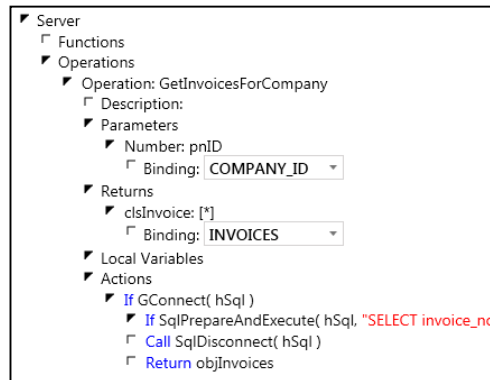 Server
Functions
Operations
Operation: GetInvoicesForCompany
Description:
Parameters
Number: pnID
Binding: COMPANY_ID
Returns
clsInvoice: [*]
Binding: INVOICES
Local Variables
Actions
If GConnect( hSql )
If SqlPrepareAndExecute( hSql, "SELECT
Call SqlDisconnect( hSql )
Return objInvoices